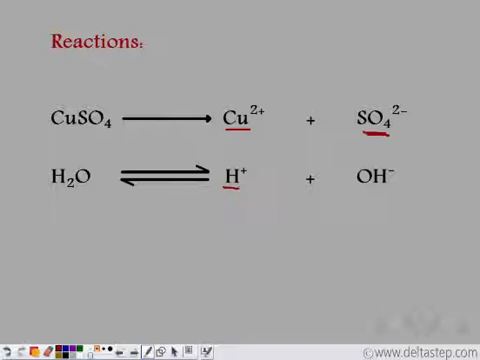 Reactions:
CuSO₄ ⟶ Cu²⁺ + SO₄²⁻
H₂O ⇌ H⁺ + OH⁻
©www.deltastep.com